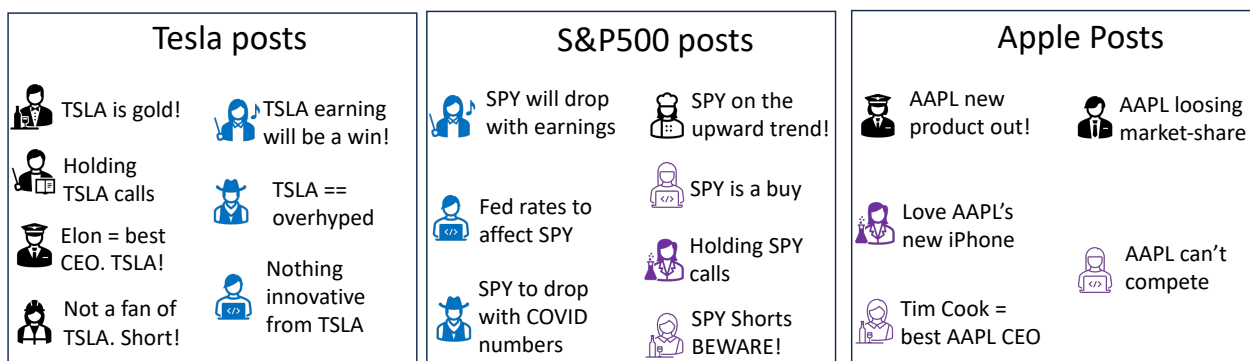 Tesla posts
TSLA is gold!
Holding
TSLA calls
Elon = best
CEO. TSLA!
Not a fan of
TSLA. Short!
TSLA earning
will be a win!
TSLA ==
overhyped
Nothing
innovative
from TSLA
S&P500 posts
SPY will drop
with earnings
Fed rates to
affect SPY
SPY to drop
with COVID
numbers
SPY on the
upward trend!
SPY is a buy
Holding SPY
calls
SPY Shorts
BEWARE!
Apple Posts
AAPL new
product out!
Love AAPL’s
new iPhone
Tim Cook =
best AAPL CEO
AAPL loosing
market-share
AAPL can’t
compete